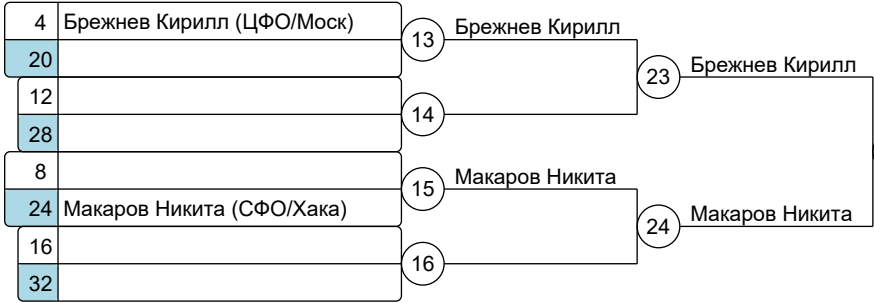 4 Брежнев Кирилл (ЦФО/Моск)
20
13 Брежнев Кирилл
12
28
14
23 Брежнев Кирилл
8
24 Макаров Никита (СФО/Хака)
15 Макаров Никита
16
32
16
24 Макаров Никита